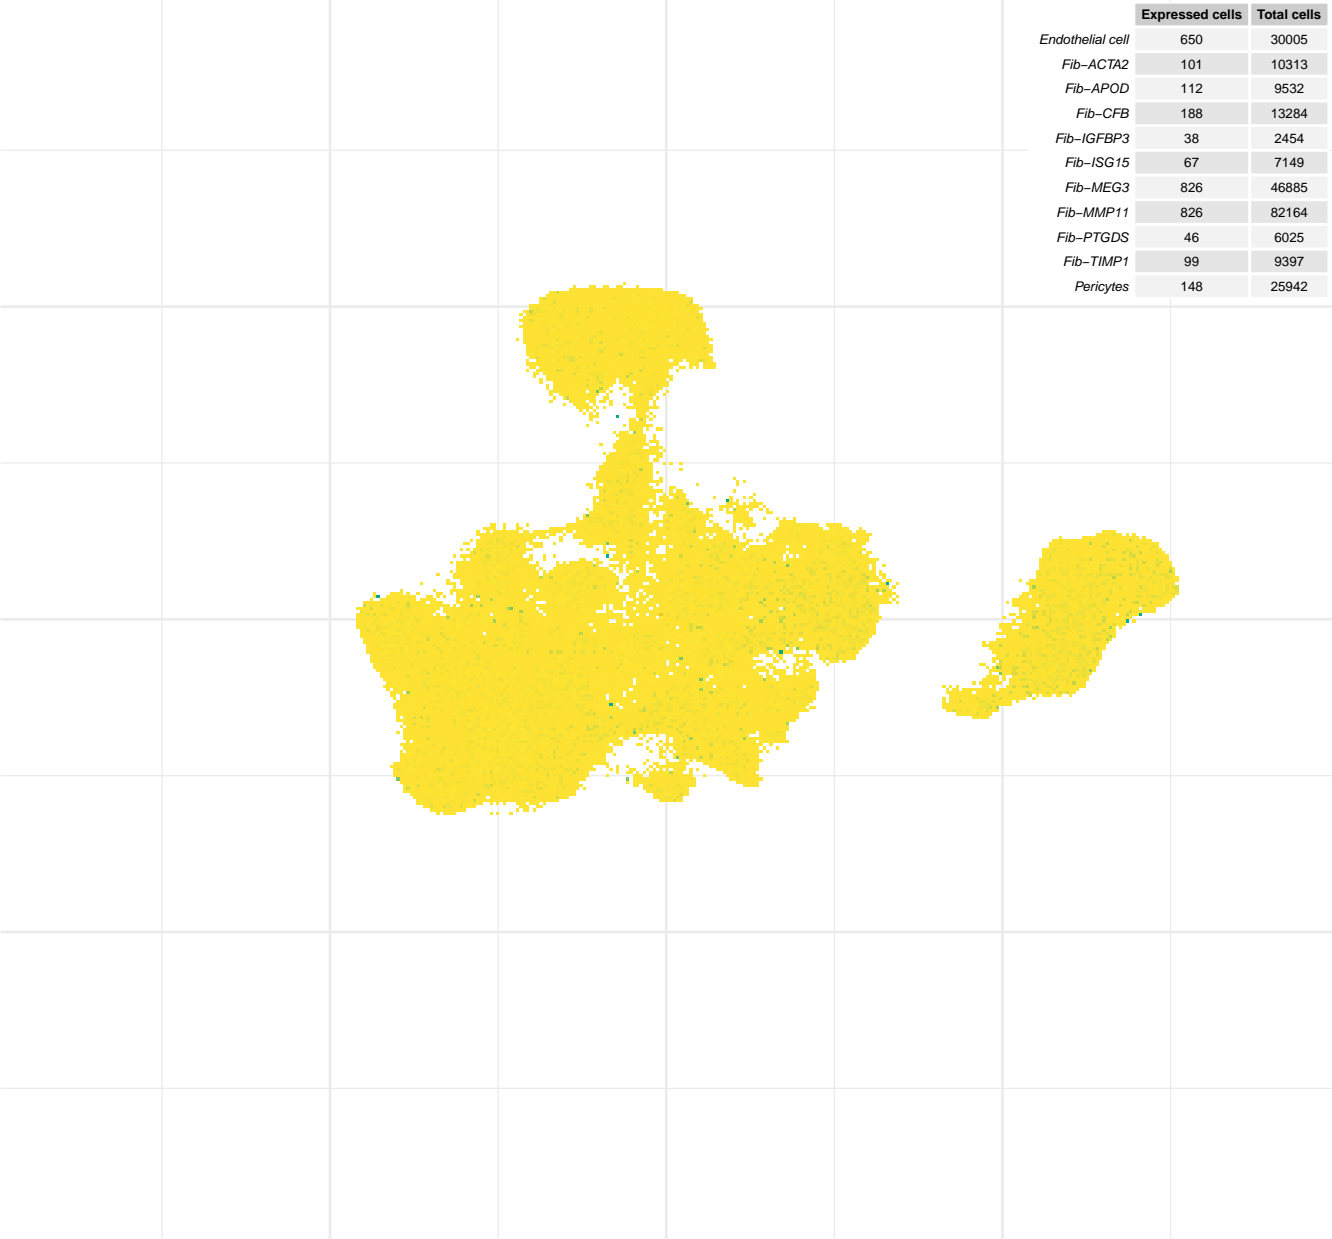 Expressed cells Total cells
Endothelial cell 650 30005
Fib−ACTA2 101 10313
Fib−APOD 112 9532
Fib−CFB 188 13284
Fib−IGFBP3 38 2454
Fib−ISG15 67 7149
Fib−MEG3 826 46885
Fib−MMP11 826 82164
Fib−PTGDS 46 6025
Fib−TIMP1 99 9397
Pericytes 148 25942